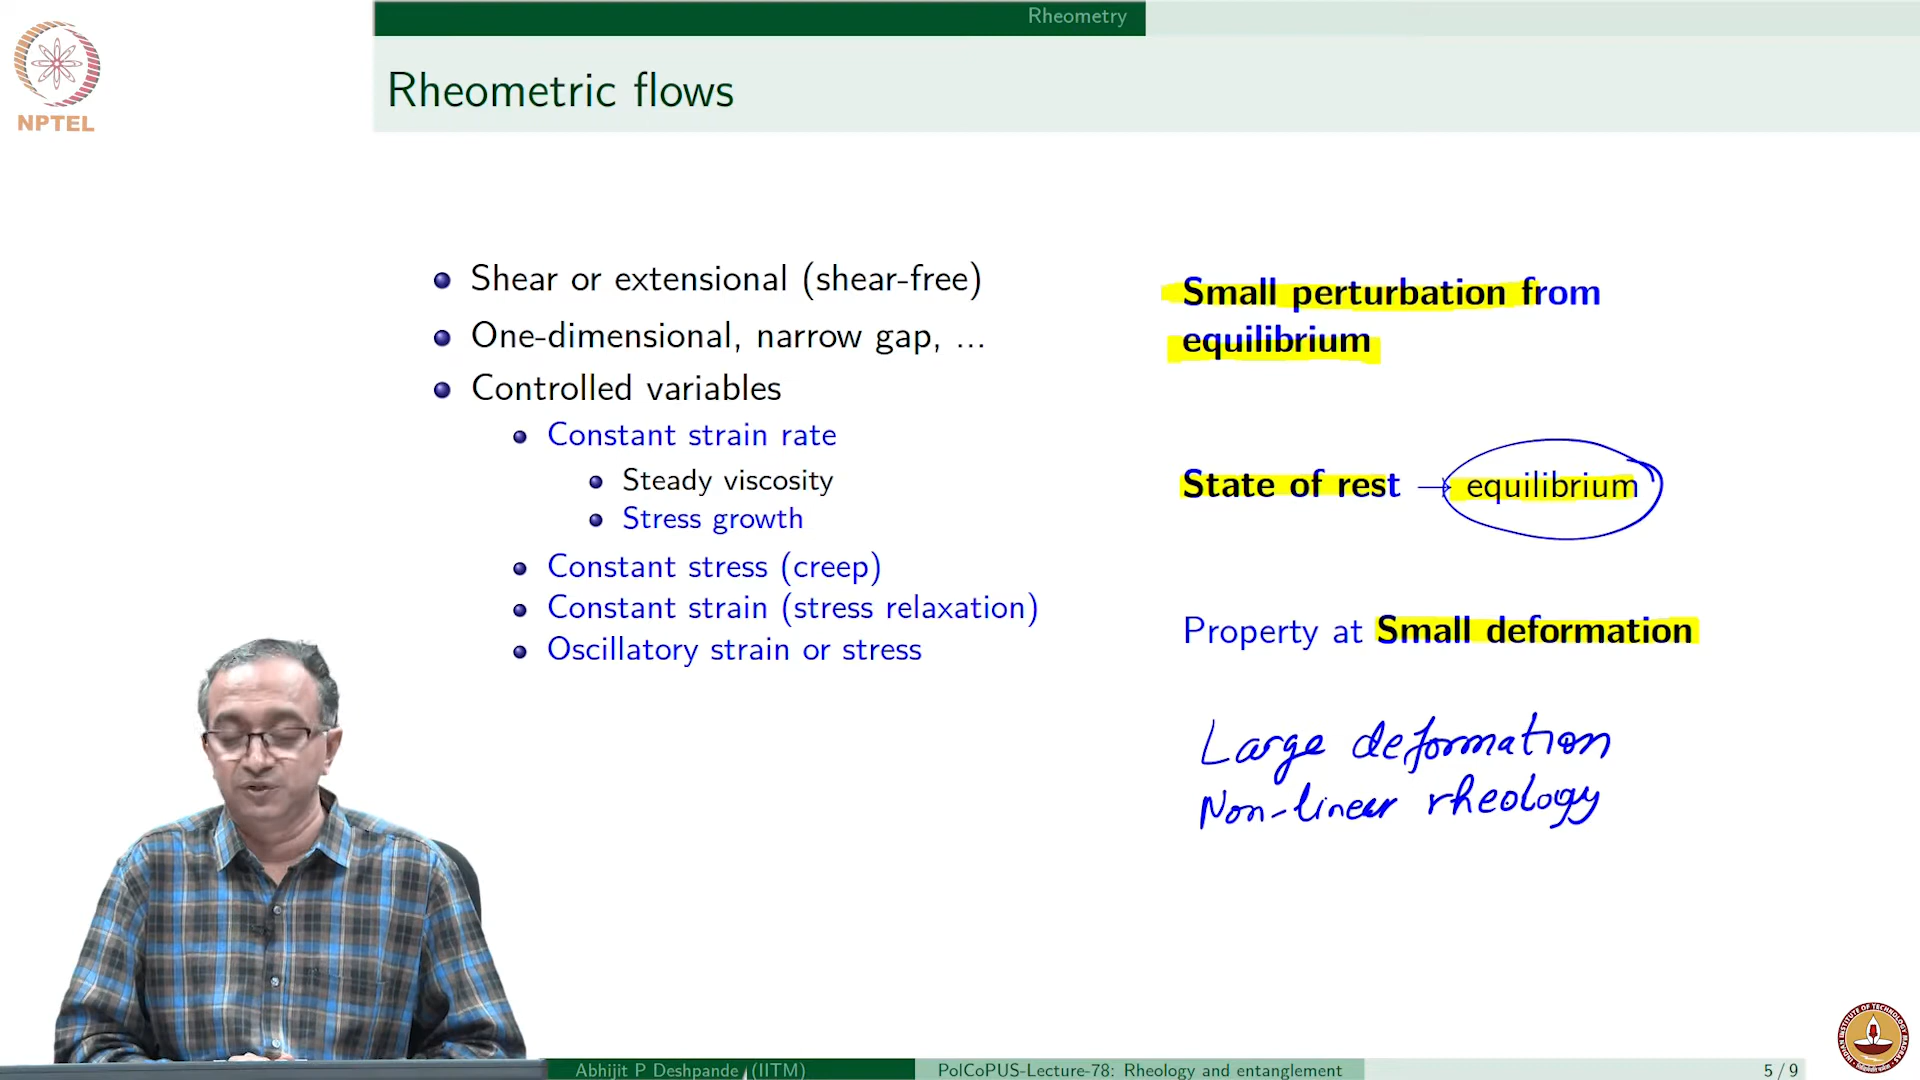 Rheometry
NPTEL
Rheometric flows
Shear or extensional (shear-free)
One-dimensional, narrow gap, ...
Controlled variables
Constant strain rate
Steady viscosity
Stress growth
Constant stress (creep)
Constant strain (stress relaxation)
Oscillatory strain or stress
Small perturbation from
equilibrium
State of rest → equilibrium
Property at Small deformation
Large deformation
Non-linear rheology
Abhijit P Deshpande (IITM)
PolCoPUS-Lecture-78: Rheology and entanglement
5 / 9